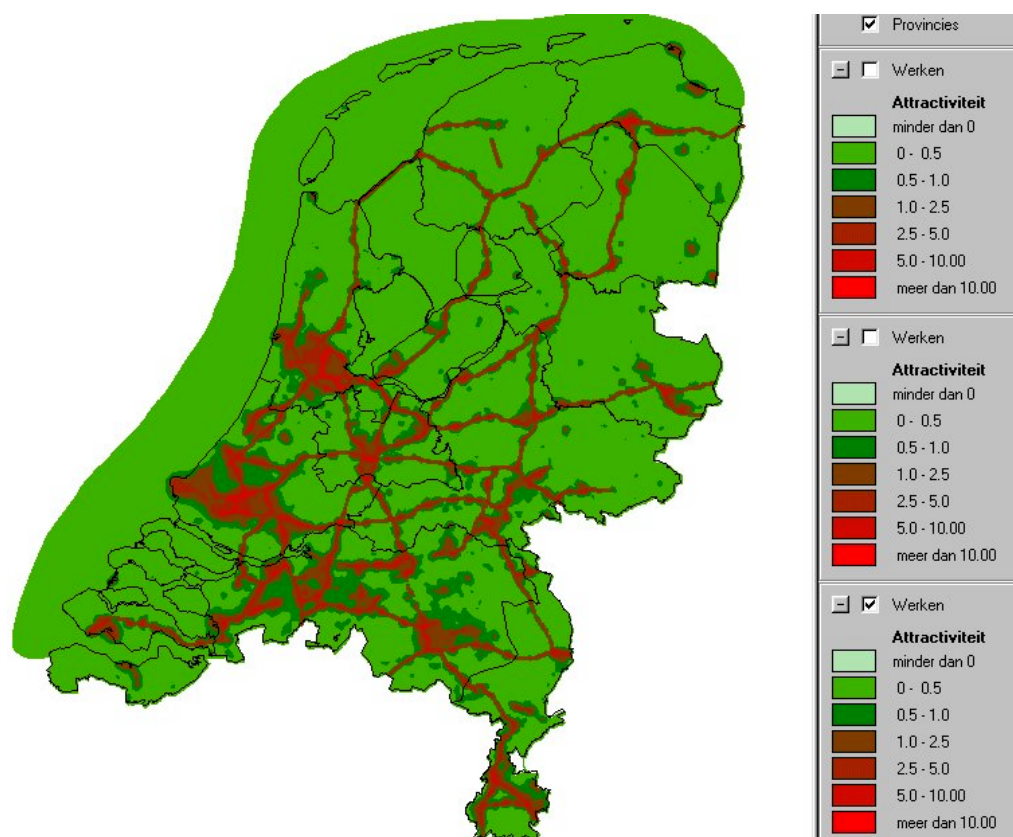 Provincies
Werken
Attractiviteit
minder dan 0
0 - 0.5
0.5 - 1.0
1.0 - 2.5
2.5 - 5.0
5.0 - 10.00
meer dan 10.00
Werken
Attractiviteit
minder dan 0
0 - 0.5
0.5 - 1.0
1.0 - 2.5
2.5 - 5.0
5.0 - 10.00
meer dan 10.00
Werken
Attractiviteit
minder dan 0
0 - 0.5
0.5 - 1.0
1.0 - 2.5
2.5 - 5.0
5.0 - 10.00
meer dan 10.00